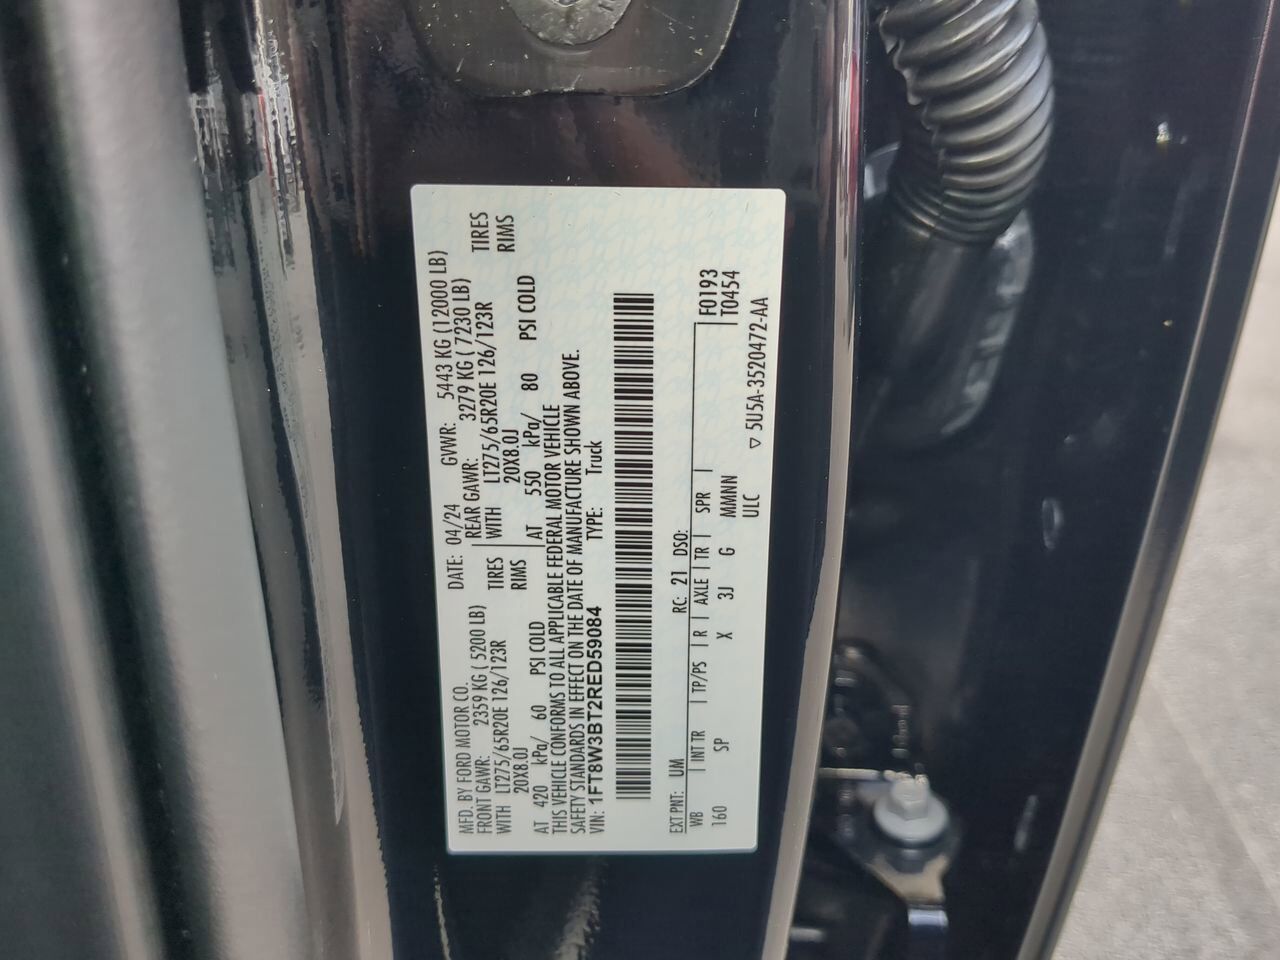 MFD. BY FORD MOTOR CO.
DATE: 04/24 GVWR: 5443 KG (12000 LB)
FRONT GAWR: 2359 KG ( 5200 LB) REAR GAWR: 3279 KG ( 7230 LB)
WITH LT275/65R20E 126/123R TIRES WITH LT275/65R20E 126/123R TIRES
20X8.0J RIMS 20X8.0J RIMS
AT 420 kPa/ 60 PSI COLD AT 550 kPa/ 80 PSI COLD
THIS VEHICLE CONFORMS TO ALL APPLICABLE FEDERAL MOTOR VEHICLE
SAFETY STANDARDS IN EFFECT ON THE DATE OF MANUFACTURE SHOWN ABOVE.
VIN: 1FT8W3BT2RED59084 TYPE: Truck
EXT PNT: UM RC: 21 DSO: F0193
WB INT TR TP/PS R AXLE TR SPR T0454
160 SP X 3J G MMNN
ULC ▽ 5U5A-3520472-AA